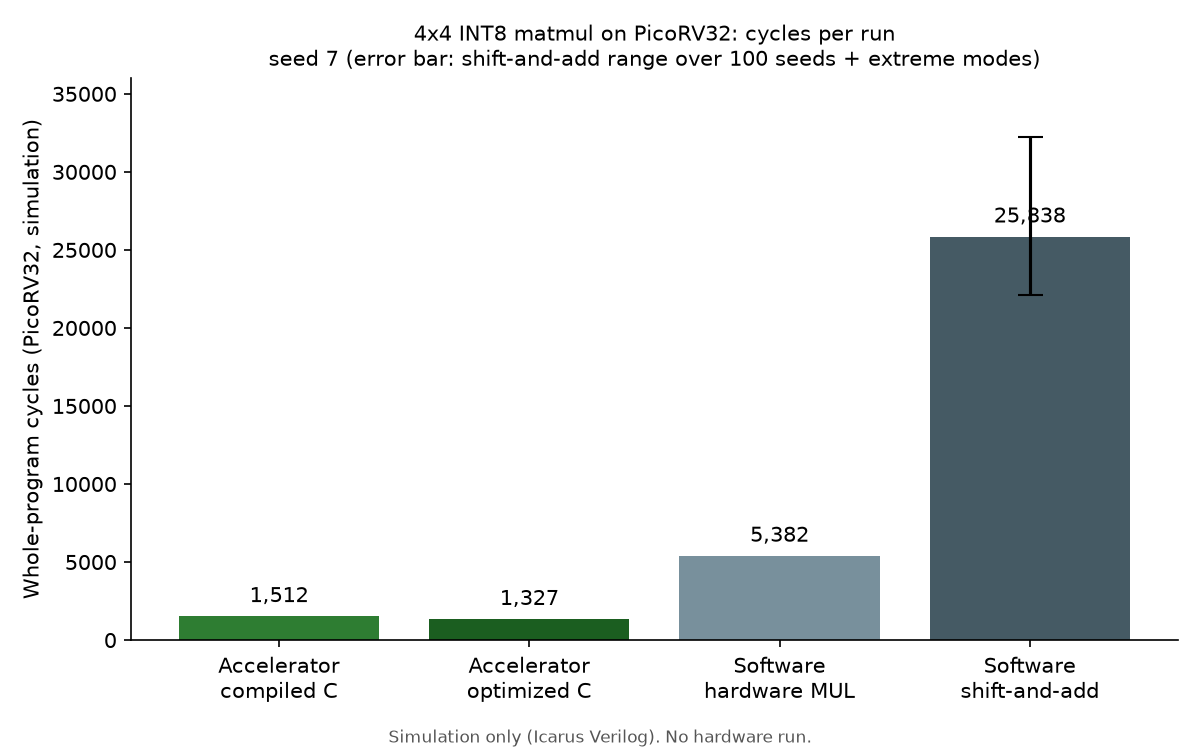 4x4 INT8 matmul on PicoRV32: cycles per run
seed 7 (error bar: shift-and-add range over 100 seeds + extreme modes)
Whole-program cycles (PicoRV32, simulation)
35000
30000
25000
20000
15000
10000
5000
0
1,512
1,327
5,382
25,838
Accelerator
compiled C
Accelerator
optimized C
Software
hardware MUL
Software
shift-and-add
Simulation only (Icarus Verilog). No hardware run.